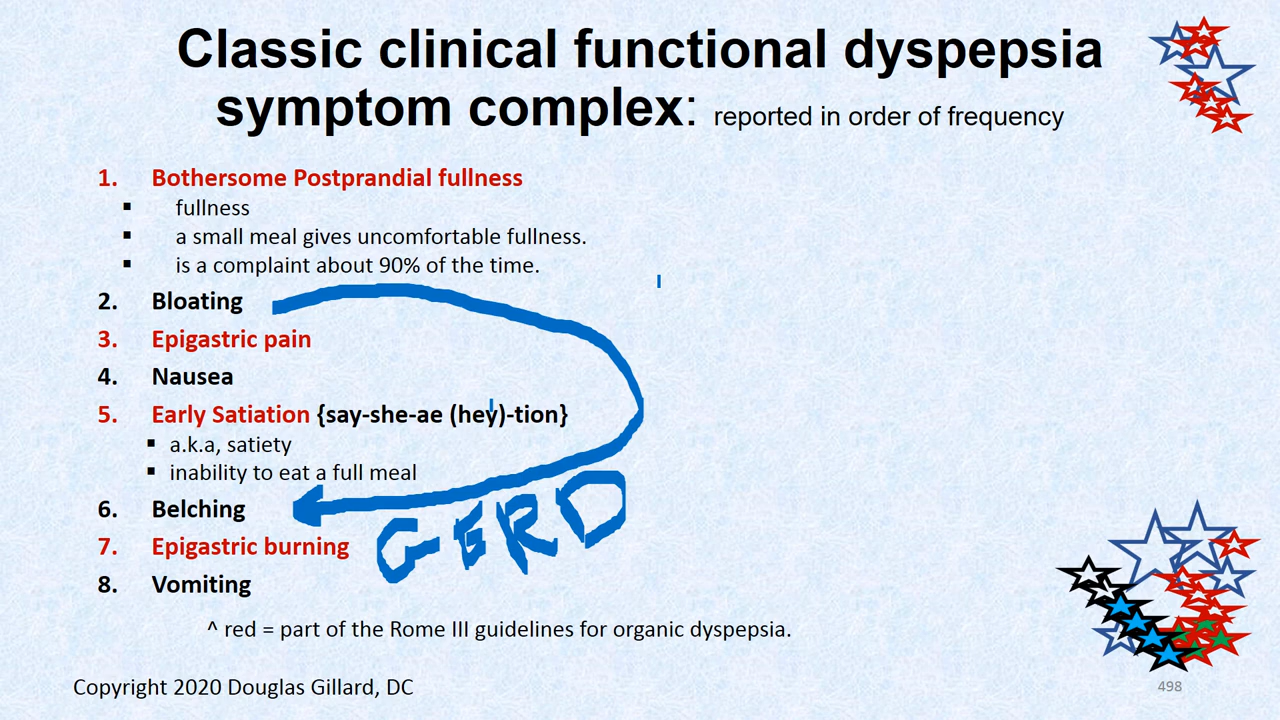 Classic clinical functional dyspepsia
symptom complex: reported in order of frequency
1. Bothersome Postprandial fullness
▪ fullness
▪ a small meal gives uncomfortable fullness.
▪ is a complaint about 90% of the time.
2. Bloating
3. Epigastric pain
4. Nausea
5. Early Satiation {say-she-ae (hey)-tion}
▪ a.k.a, satiety
▪ inability to eat a full meal
6. Belching
GERD
7. Epigastric burning
8. Vomiting
^ red = part of the Rome III guidelines for organic dyspepsia.
Copyright 2020 Douglas Gillard, DC
498